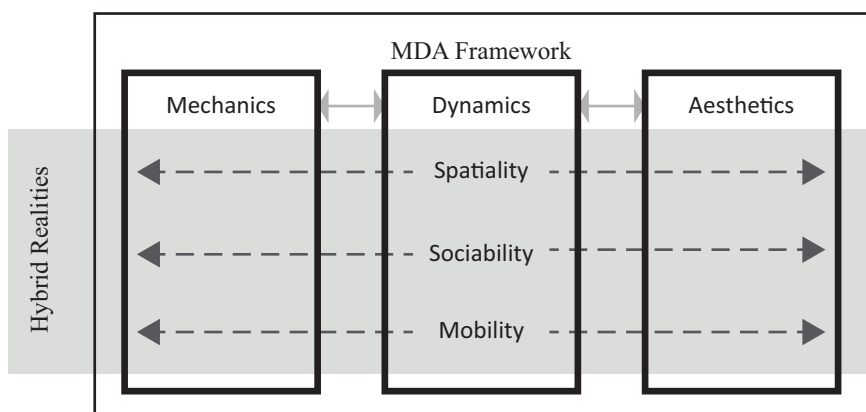 MDA Framework
Mechanics
Dynamics
Aesthetics
Hybrid Realities
Spatiality
Sociability
Mobility